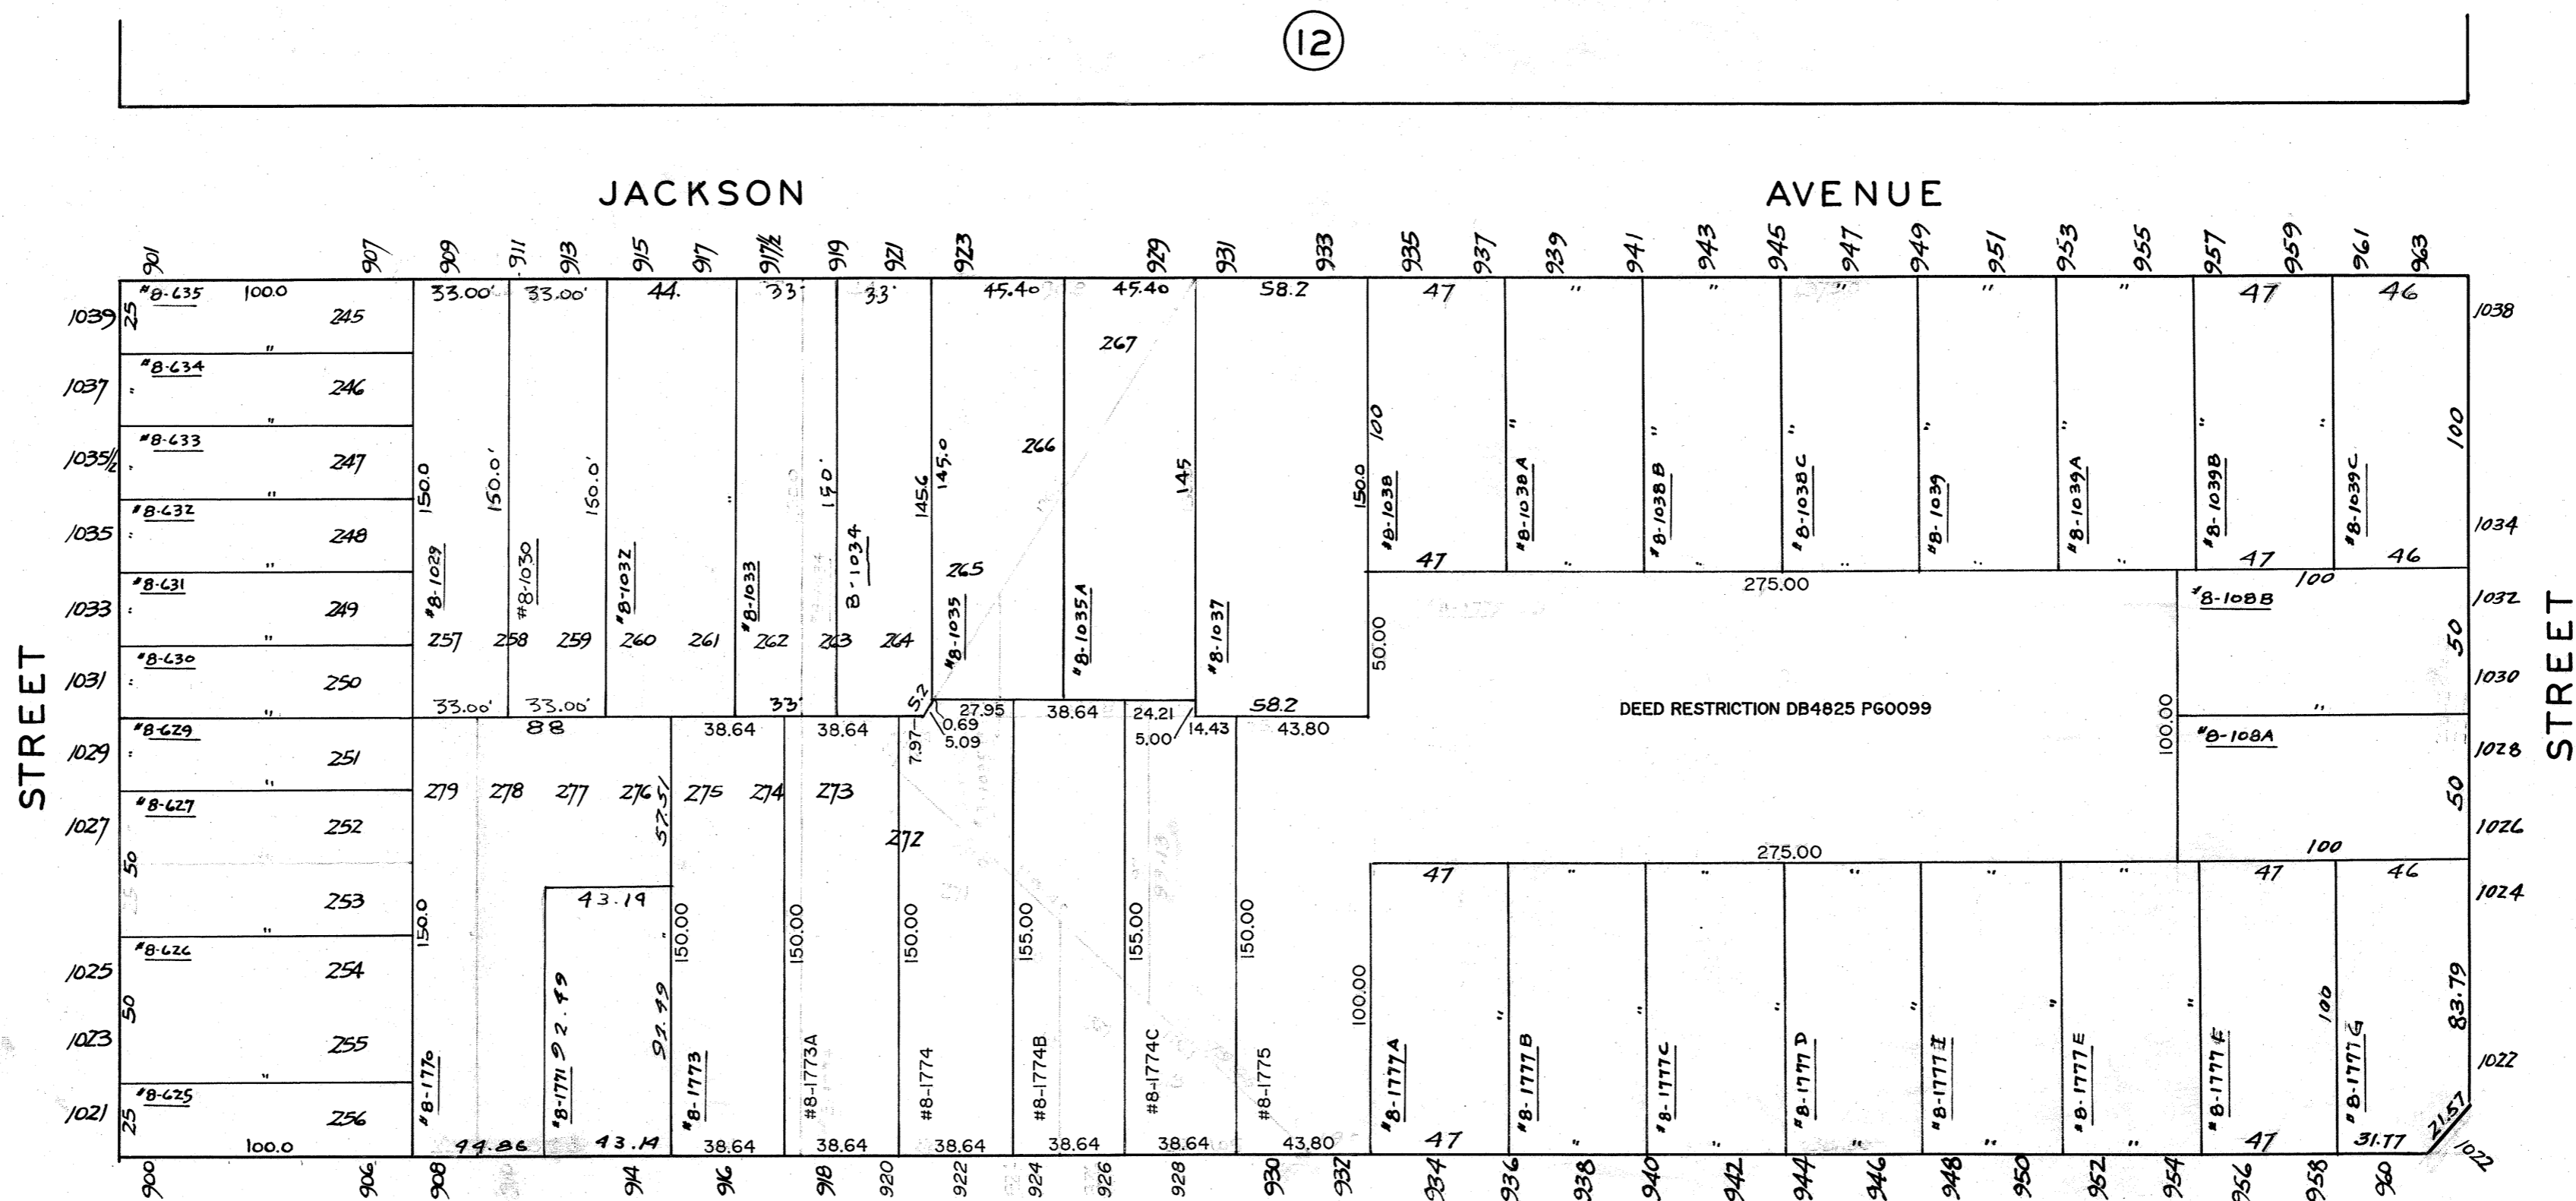 12
JACKSON AVENUE
901 907 909 911 913 915 917 917½ 919 921 923 929 931 933 935 937 939 941 943 945 947 949 951 953 955 957 959 961 963
#8-635 100.0 33.00' 33.00' 44. 33' 33' 45.40 45.40 58.2 47 " " " " " 47 46
1039 25 245 1038
"
267
#8-634
1037 " 246
"
#8-633
1035½ " 247 266 100 " " " " " " " 100
"
150.0 150.0' 150.0' " 150' 145.6 145.0 145 150.0
#8-1038 #8-1038A #8-1038B #8-1038C #8-1039 #8-1039A #8-1039B #8-1039C
#8-632
1035 " 248 1034
"
47 " " " " " 47 46
#8-631 265 275.00 100
1033 " 249 #8-108B 1032
"
#8-1029 #8-1030 #8-1032 #8-1033 8-1034 #8-1035 #8-1035A #8-1037
257 258 259 260 261 262 263 264 50.00 50
STREET STREET
#8-630
1031 " 250 1030
"
33.00' 33.00' 33' 5.2 27.95 38.64 24.21 58.2 DEED RESTRICTION DB4825 PG0099 "
#8-629 88 38.64 38.64 7.97 0.69 5.09 5.00 14.43 43.80 100.00 #8-108A
1029 " 251 1028
"
279 278 277 276 275 274 273 50
#8-627
1027 252 57.51 272 1026
50 275.00 100
47 " " " " " 47 46
253 43.14 1024
"
150.0 150.00 150.00 150.00 155.00 155.00 150.00
#8-626
1025 254 92.49 92.49 100.00 " " " " " " 100 83.79
50
1023 255 1022
"
#8-1770 #8-1771 #8-1773 #8-1773A #8-1774 #8-1774B #8-1774C #8-1775 #8-1777A #8-1777B #8-1777C #8-1777D #8-1777I #8-1777E #8-1777F #8-1777G
#8-625
1021 25 256 21.57
100.0 44.86 43.14 38.64 38.64 38.64 38.64 38.64 43.80 47 " " " " " 47 31.77 1022
900 906 908 914 916 918 920 922 924 926 928 930 932 934 936 938 940 942 944 946 948 950 952 954 956 958 960